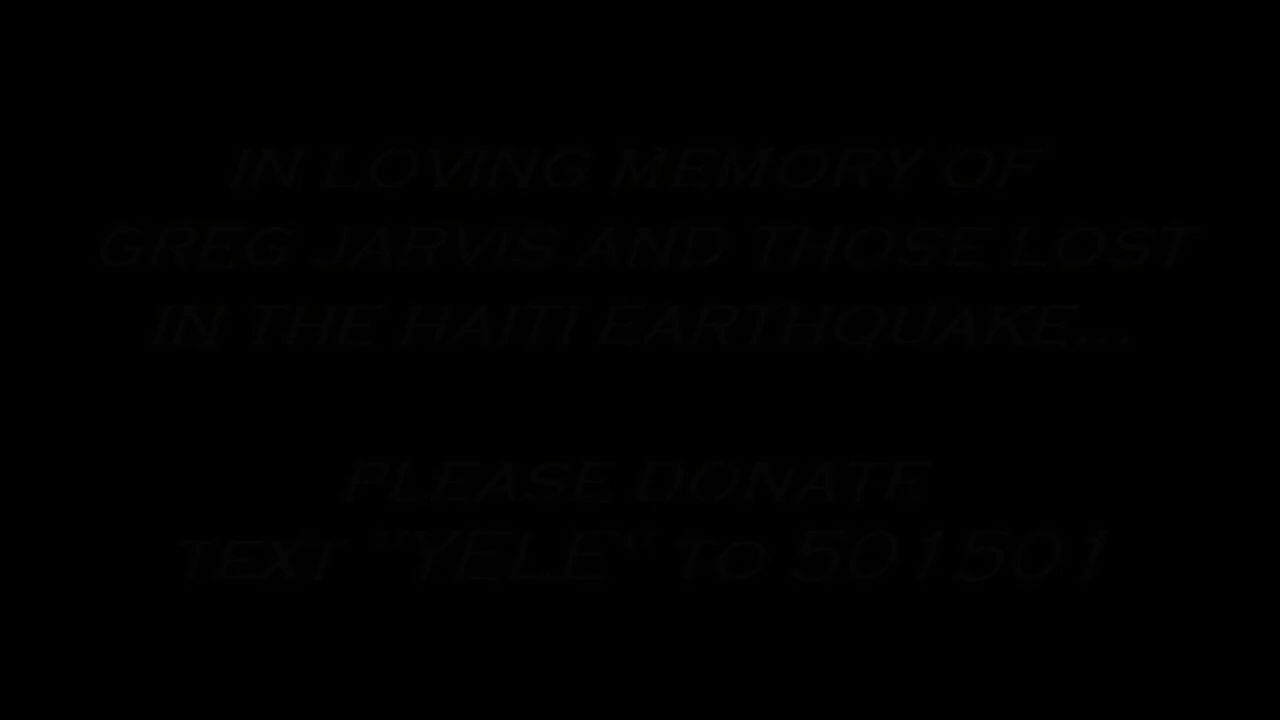 IN LOVING MEMORY OF
GREG JARVIS AND THOSE LOST
IN THE HAITI EARTHQUAKE...
PLEASE DONATE
TEXT "YELE" TO 501501